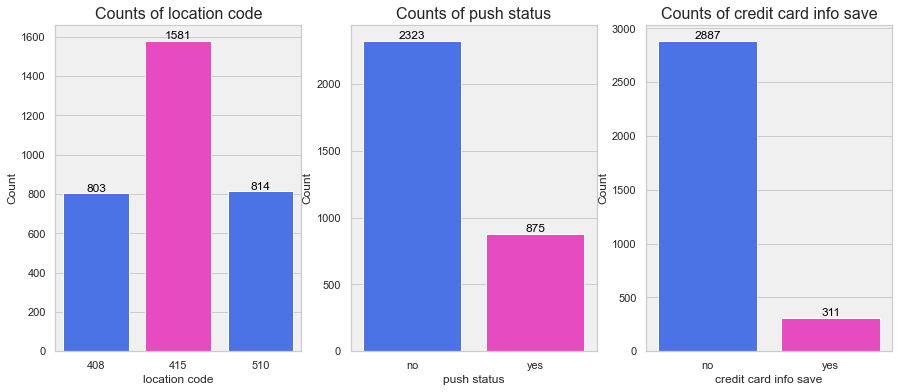 Counts of location code
1600
1400
1200
1000
800
600
400
200
0
Count
803
1581
814
408
415
510
location code
Counts of push status
2000
1500
1000
500
0
Count
2323
875
no
yes
push status
Counts of credit card info save
3000
2500
2000
1500
1000
500
0
Count
2887
311
no
yes
credit card info save